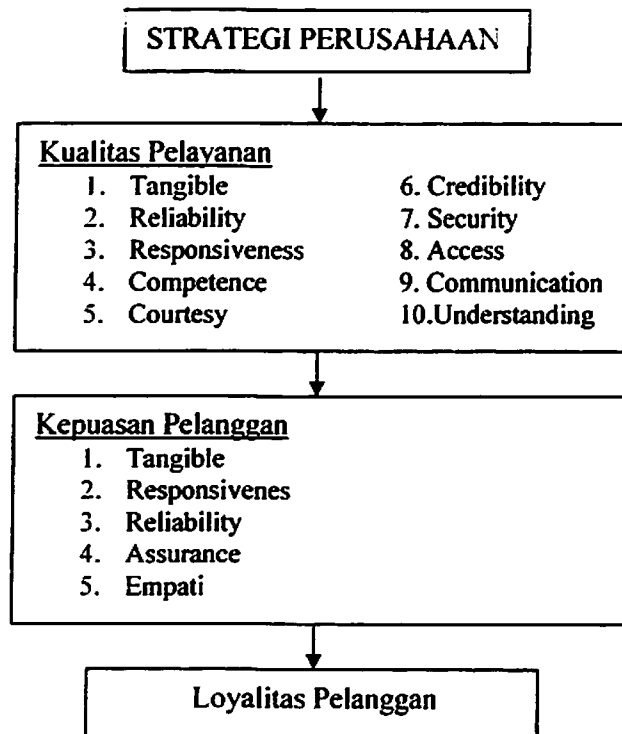 STRATEGI PERUSAHAAN
Kualitas Pelayanan
1. Tangible
2. Reliability
3. Responsiveness
4. Competence
5. Courtesy
6. Credibility
7. Security
8. Access
9. Communication
10.Understanding
Kepuasan Pelanggan
1. Tangible
2. Responsivenes
3. Reliability
4. Assurance
5. Empati
Loyalitas Pelanggan